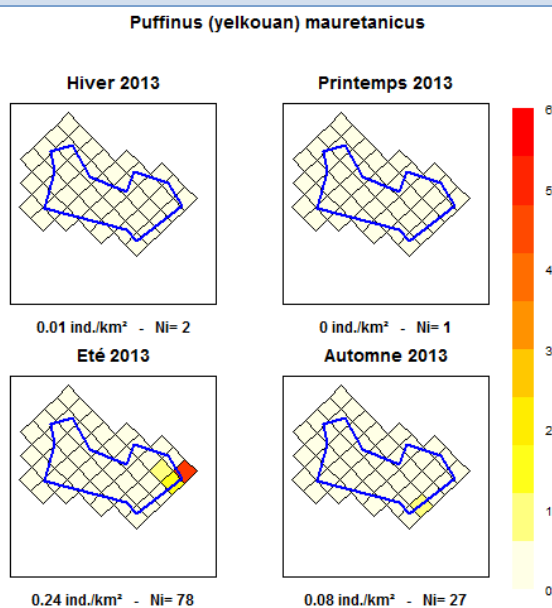 Puffinus (yelkouan) mauretanicus
Hiver 2013
Printemps 2013
0.01 ind./km² - Ni= 2
0 ind./km² - Ni= 1
Eté 2013
Automne 2013
0.24 ind./km² - Ni= 78
0.08 ind./km² - Ni= 27
6
5
4
3
2
1
0